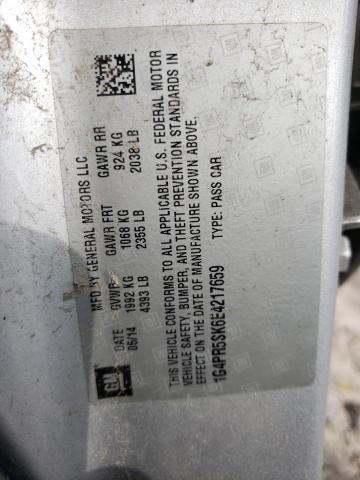 MFD BY GENERAL MOTORS LLC
DATE GVWR GAWR FRT GAWR RR
05/14 1992 KG 1068 KG 924 KG
4393 LB 2355 LB 2038 LB
GM
THIS VEHICLE CONFORMS TO ALL APPLICABLE U.S. FEDERAL MOTOR
VEHICLE SAFETY, BUMPER, AND THEFT PREVENTION STANDARDS IN
EFFECT ON THE DATE OF MANUFACTURE SHOWN ABOVE.
1G4PR5SK6E4217659 TYPE: PASS CAR